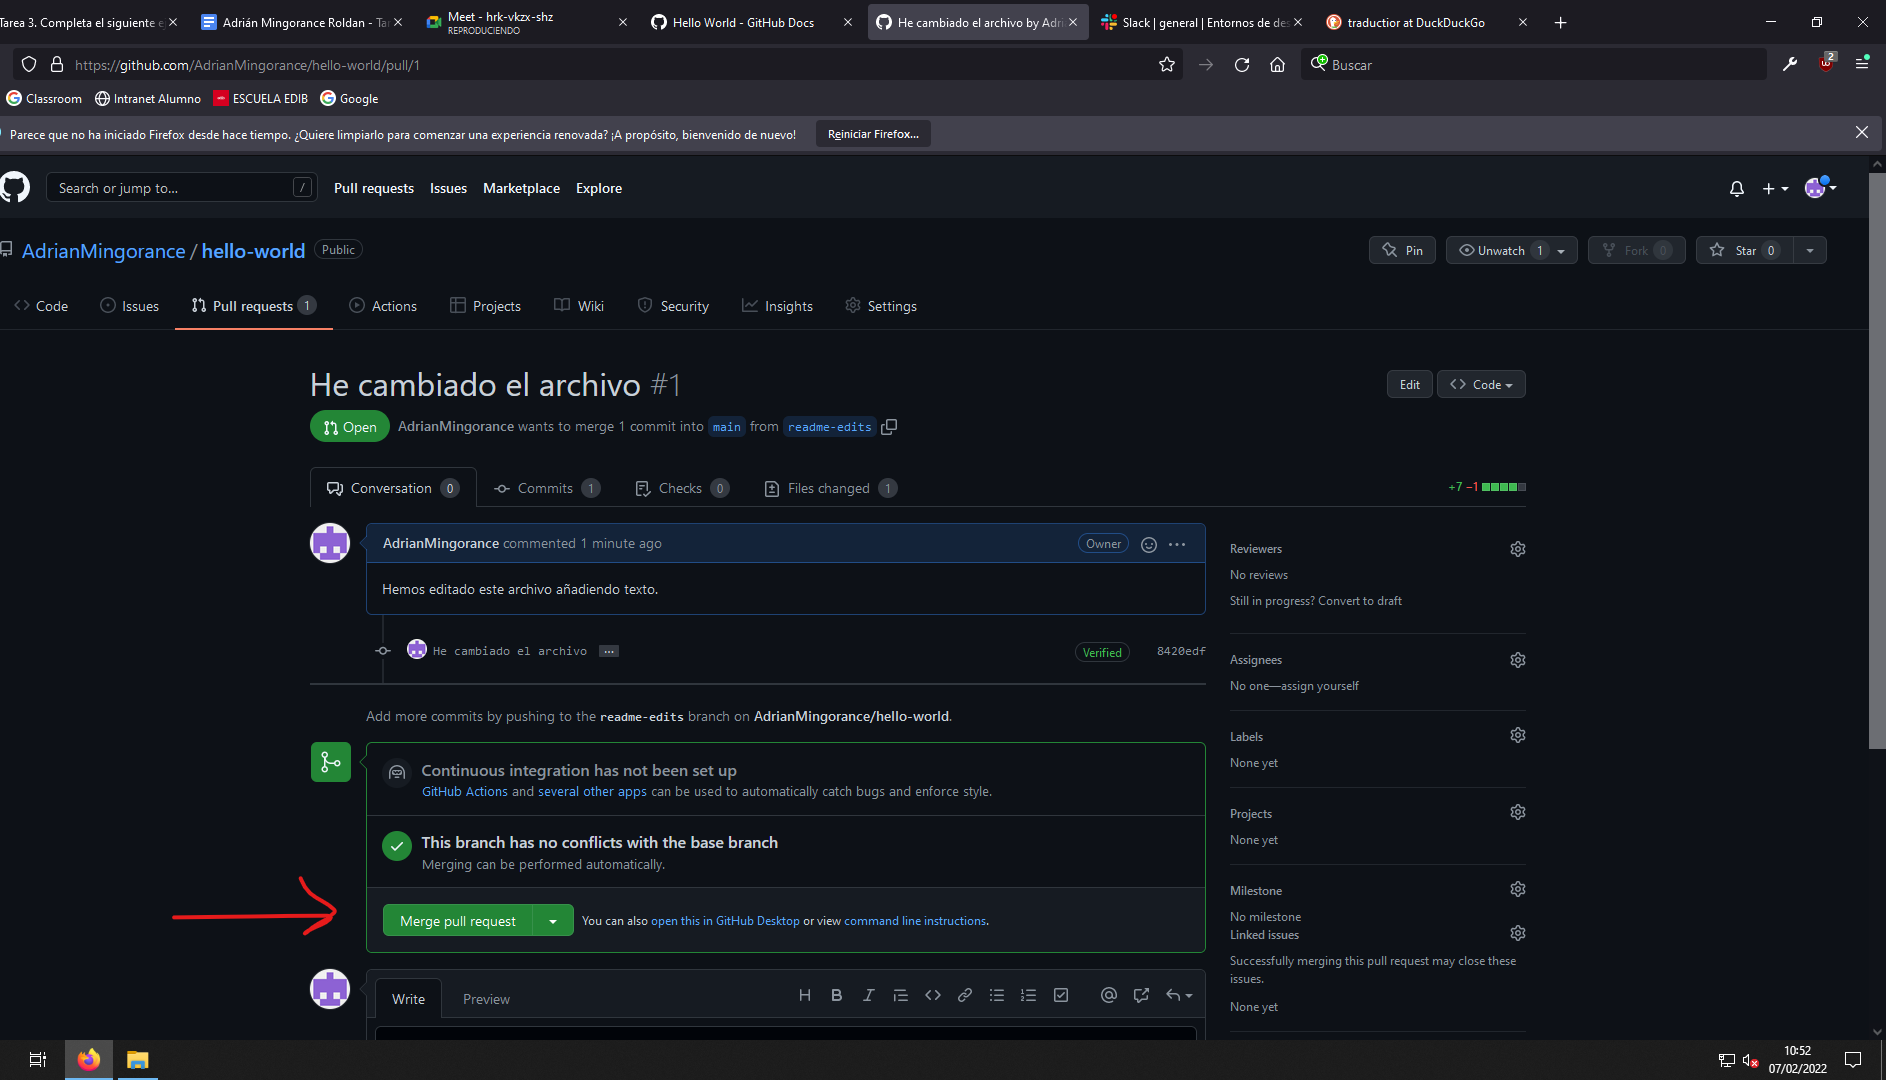 Tarea 3. Completa el siguiente e
Adrián Mingorance Roldan - Ta
Meet - hrk-vkzx-shz
REPRODUCIENDO
Hello World - GitHub Docs
He cambiado el archivo by Adri
Slack | general | Entornos de des
traductior at DuckDuckGo
https://github.com/AdrianMingorance/hello-world/pull/1
Buscar
2
Classroom
Intranet Alumno
ESCUELA EDIB
Google
Parece que no ha iniciado Firefox desde hace tiempo. ¿Quiere limpiarlo para comenzar una experiencia renovada? ¡A propósito, bienvenido de nuevo!
Reiniciar Firefox...
Search or jump to...
/
Pull requests
Issues
Marketplace
Explore
AdrianMingorance / hello-world
Public
Pin
Unwatch 1
Fork 0
Star 0
Code
Issues
Pull requests 1
Actions
Projects
Wiki
Security
Insights
Settings
He cambiado el archivo #1
Edit
Code
Open
AdrianMingorance wants to merge 1 commit into main from readme-edits
Conversation 0
Commits 1
Checks 0
Files changed 1
+7 −1
AdrianMingorance commented 1 minute ago
Owner
Hemos editado este archivo añadiendo texto.
He cambiado el archivo
...
Verified
8420edf
Add more commits by pushing to the readme-edits branch on AdrianMingorance/hello-world.
Continuous integration has not been set up
GitHub Actions and several other apps can be used to automatically catch bugs and enforce style.
This branch has no conflicts with the base branch
Merging can be performed automatically.
Merge pull request
You can also open this in GitHub Desktop or view command line instructions.
Write
Preview
Reviewers
No reviews
Still in progress? Convert to draft
Assignees
No one—assign yourself
Labels
None yet
Projects
None yet
Milestone
No milestone
Linked issues
Successfully merging this pull request may close these
issues.
None yet
10:52
07/02/2022